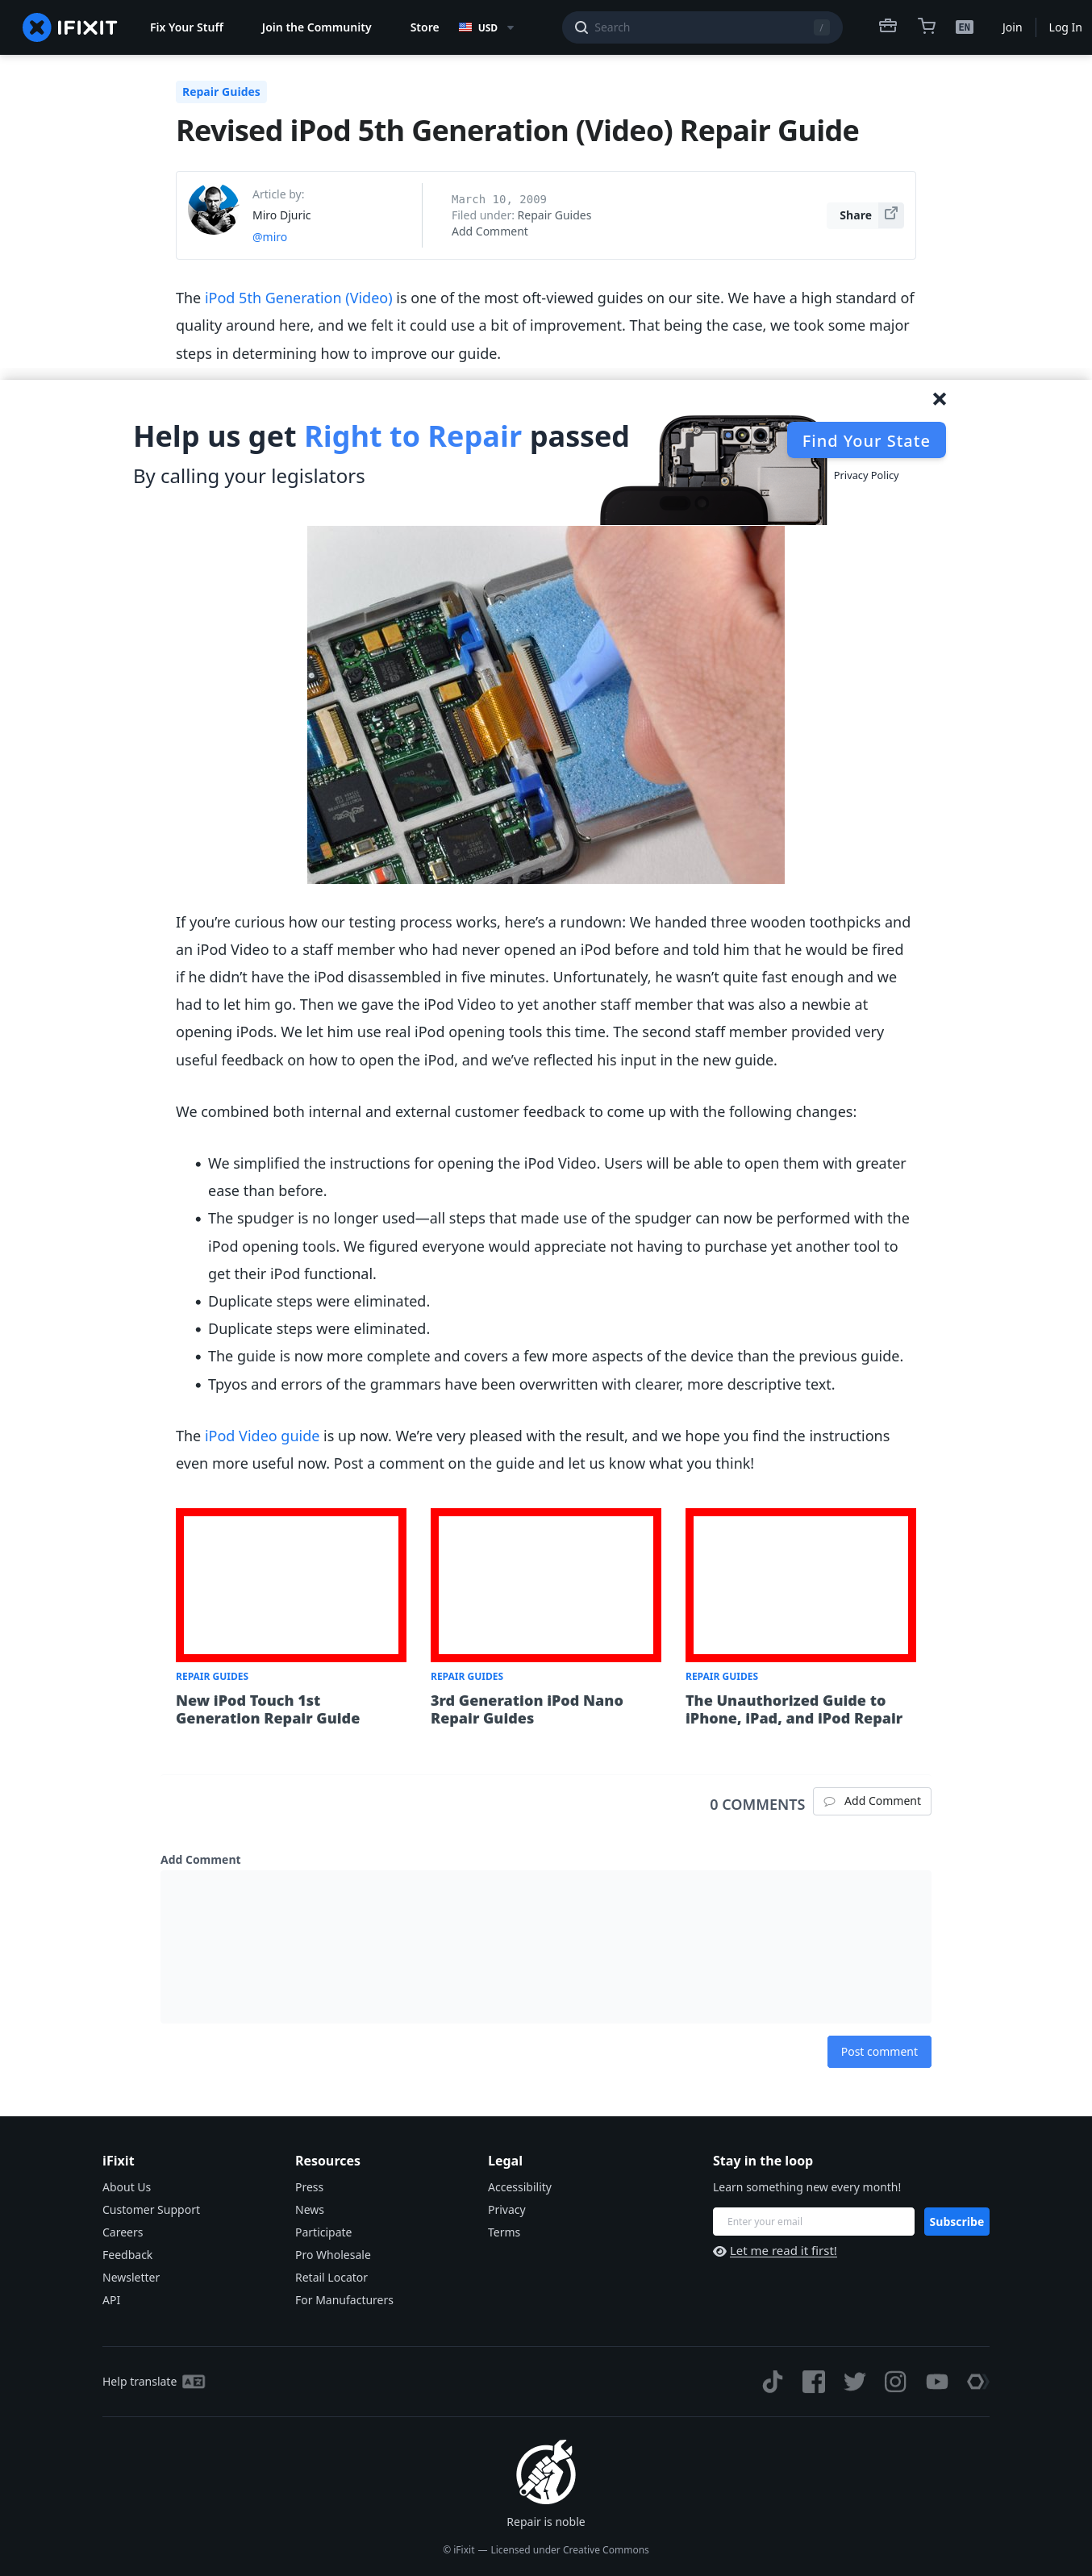 IFIXIT
Fix Your Stuff
Join the Community
Store
USD
Search
/
EN
Join
Log In
Repair Guides
Revised iPod 5th Generation (Video) Repair Guide
Article by:
Miro Djuric
@miro
March 10, 2009
Filed under: Repair Guides
Add Comment
Share
The iPod 5th Generation (Video) is one of the most oft-viewed guides on our site. We have a high standard of
quality around here, and we felt it could use a bit of improvement. That being the case, we took some major
steps in determining how to improve our guide.
Help us get Right to Repair passed
By calling your legislators
Find Your State
Privacy Policy
If you’re curious how our testing process works, here’s a rundown: We handed three wooden toothpicks and
an iPod Video to a staff member who had never opened an iPod before and told him that he would be fired
if he didn’t have the iPod disassembled in five minutes. Unfortunately, he wasn’t quite fast enough and we
had to let him go. Then we gave the iPod Video to yet another staff member that was also a newbie at
opening iPods. We let him use real iPod opening tools this time. The second staff member provided very
useful feedback on how to open the iPod, and we’ve reflected his input in the new guide.
We combined both internal and external customer feedback to come up with the following changes:
• We simplified the instructions for opening the iPod Video. Users will be able to open them with greater
ease than before.
• The spudger is no longer used—all steps that made use of the spudger can now be performed with the
iPod opening tools. We figured everyone would appreciate not having to purchase yet another tool to
get their iPod functional.
• Duplicate steps were eliminated.
• Duplicate steps were eliminated.
• The guide is now more complete and covers a few more aspects of the device than the previous guide.
• Tpyos and errors of the grammars have been overwritten with clearer, more descriptive text.
The iPod Video guide is up now. We’re very pleased with the result, and we hope you find the instructions
even more useful now. Post a comment on the guide and let us know what you think!
REPAIR GUIDES
New iPod Touch 1st
Generation Repair Guide
REPAIR GUIDES
3rd Generation iPod Nano
Repair Guides
REPAIR GUIDES
The Unauthorized Guide to
iPhone, iPad, and iPod Repair
0 COMMENTS
Add Comment
Add Comment
Post comment
iFixit
About Us
Customer Support
Careers
Feedback
Newsletter
API
Resources
Press
News
Participate
Pro Wholesale
Retail Locator
For Manufacturers
Legal
Accessibility
Privacy
Terms
Stay in the loop
Learn something new every month!
Enter your email
Subscribe
Let me read it first!
Help translate
Repair is noble
© iFixit — Licensed under Creative Commons